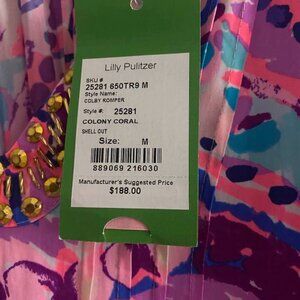 Lilly Pulitzer
SKU #
25281 650TR9 M
Style Name:
COLBY ROMPER
Style #: 25281
COLONY CORAL
SHELL OUT
Size: M
889069 216030
Manufacturer's Suggested Price
$188.00